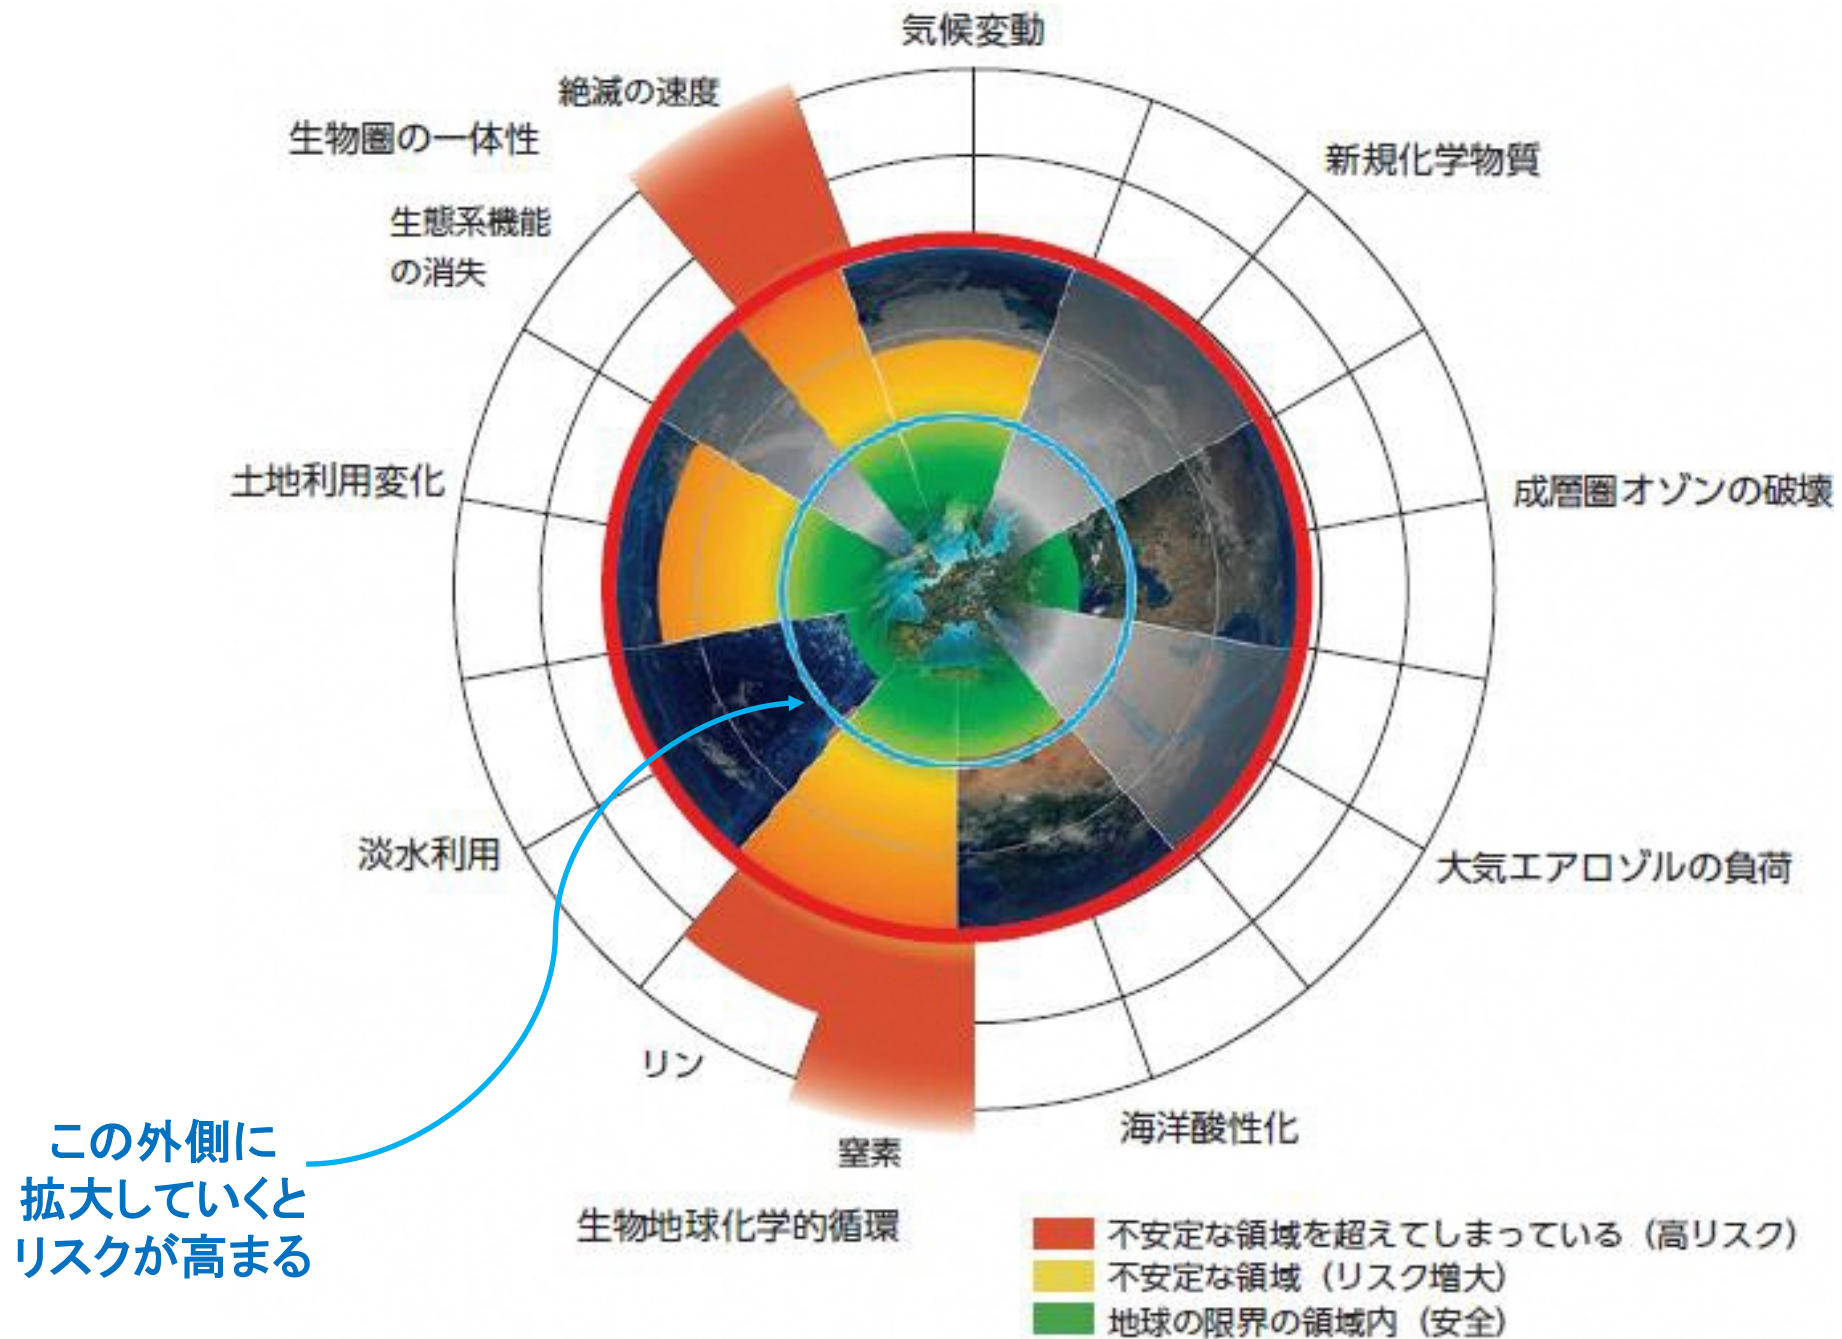 気候変動
絶滅の速度
生物圏の一体性
新規化学物質
生態系機能
の消失
土地利用変化
成層圏オゾンの破壊
淡水利用
大気エアロゾルの負荷
リン
海洋酸性化
窒素
生物地球化学的循環
この外側に
拡大していくと
リスクが高まる
不安定な領域を超えてしまっている（高リスク）
不安定な領域（リスク増大）
地球の限界の領域内（安全）